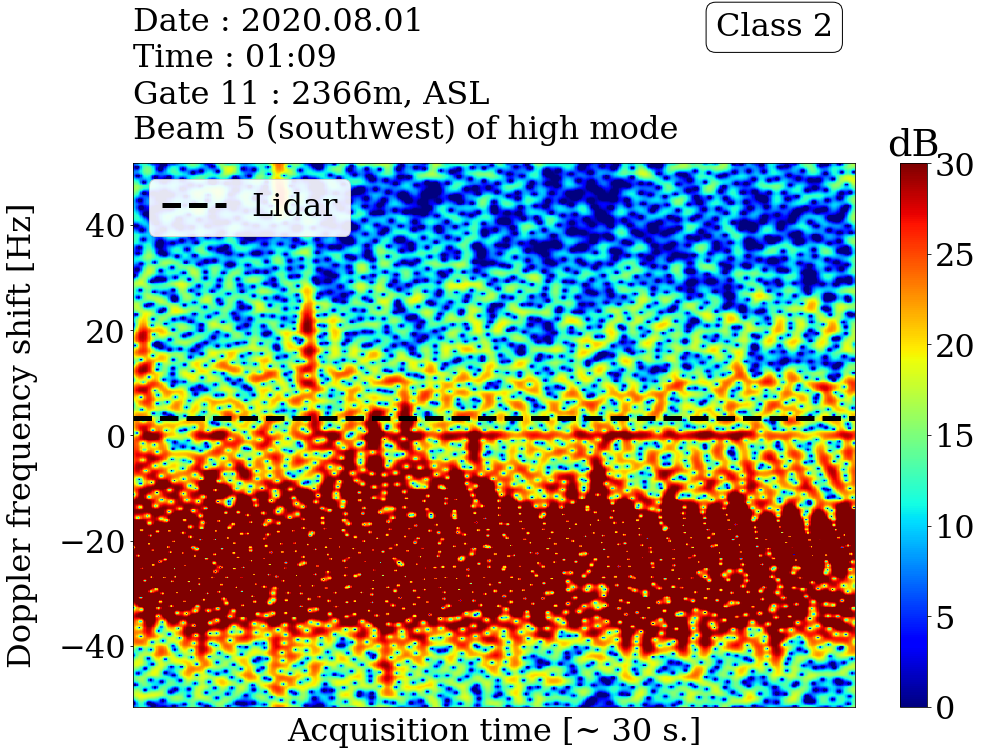 Date : 2020.08.01
Time : 01:09
Gate 11 : 2366m, ASL
Beam 5 (southwest) of high mode
Class 2
dB
Lidar
Doppler frequency shift [Hz]
40
20
0
−20
−40
30
25
20
15
10
5
0
Acquisition time [~ 30 s.]